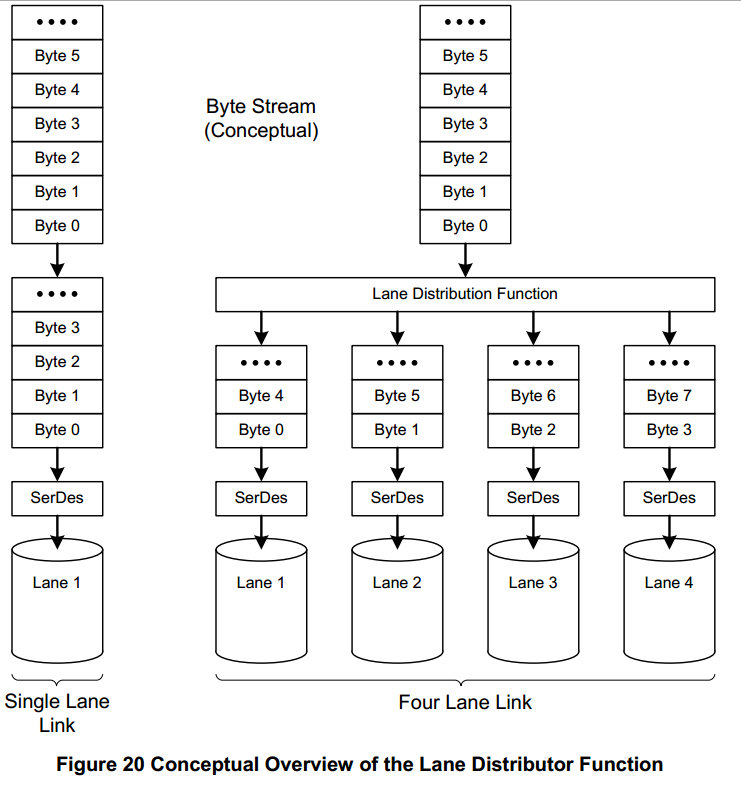 • • • •
Byte 5
Byte 4
Byte 3
Byte 2
Byte 1
Byte 0
• • • •
Byte 3
Byte 2
Byte 1
Byte 0
SerDes
Lane 1
Single Lane
Link
Byte Stream
(Conceptual)
• • • •
Byte 5
Byte 4
Byte 3
Byte 2
Byte 1
Byte 0
Lane Distribution Function
• • • •
Byte 4
Byte 0
SerDes
Lane 1
• • • •
Byte 5
Byte 1
SerDes
Lane 2
• • • •
Byte 6
Byte 2
SerDes
Lane 3
• • • •
Byte 7
Byte 3
SerDes
Lane 4
Four Lane Link
Figure 20 Conceptual Overview of the Lane Distributor Function